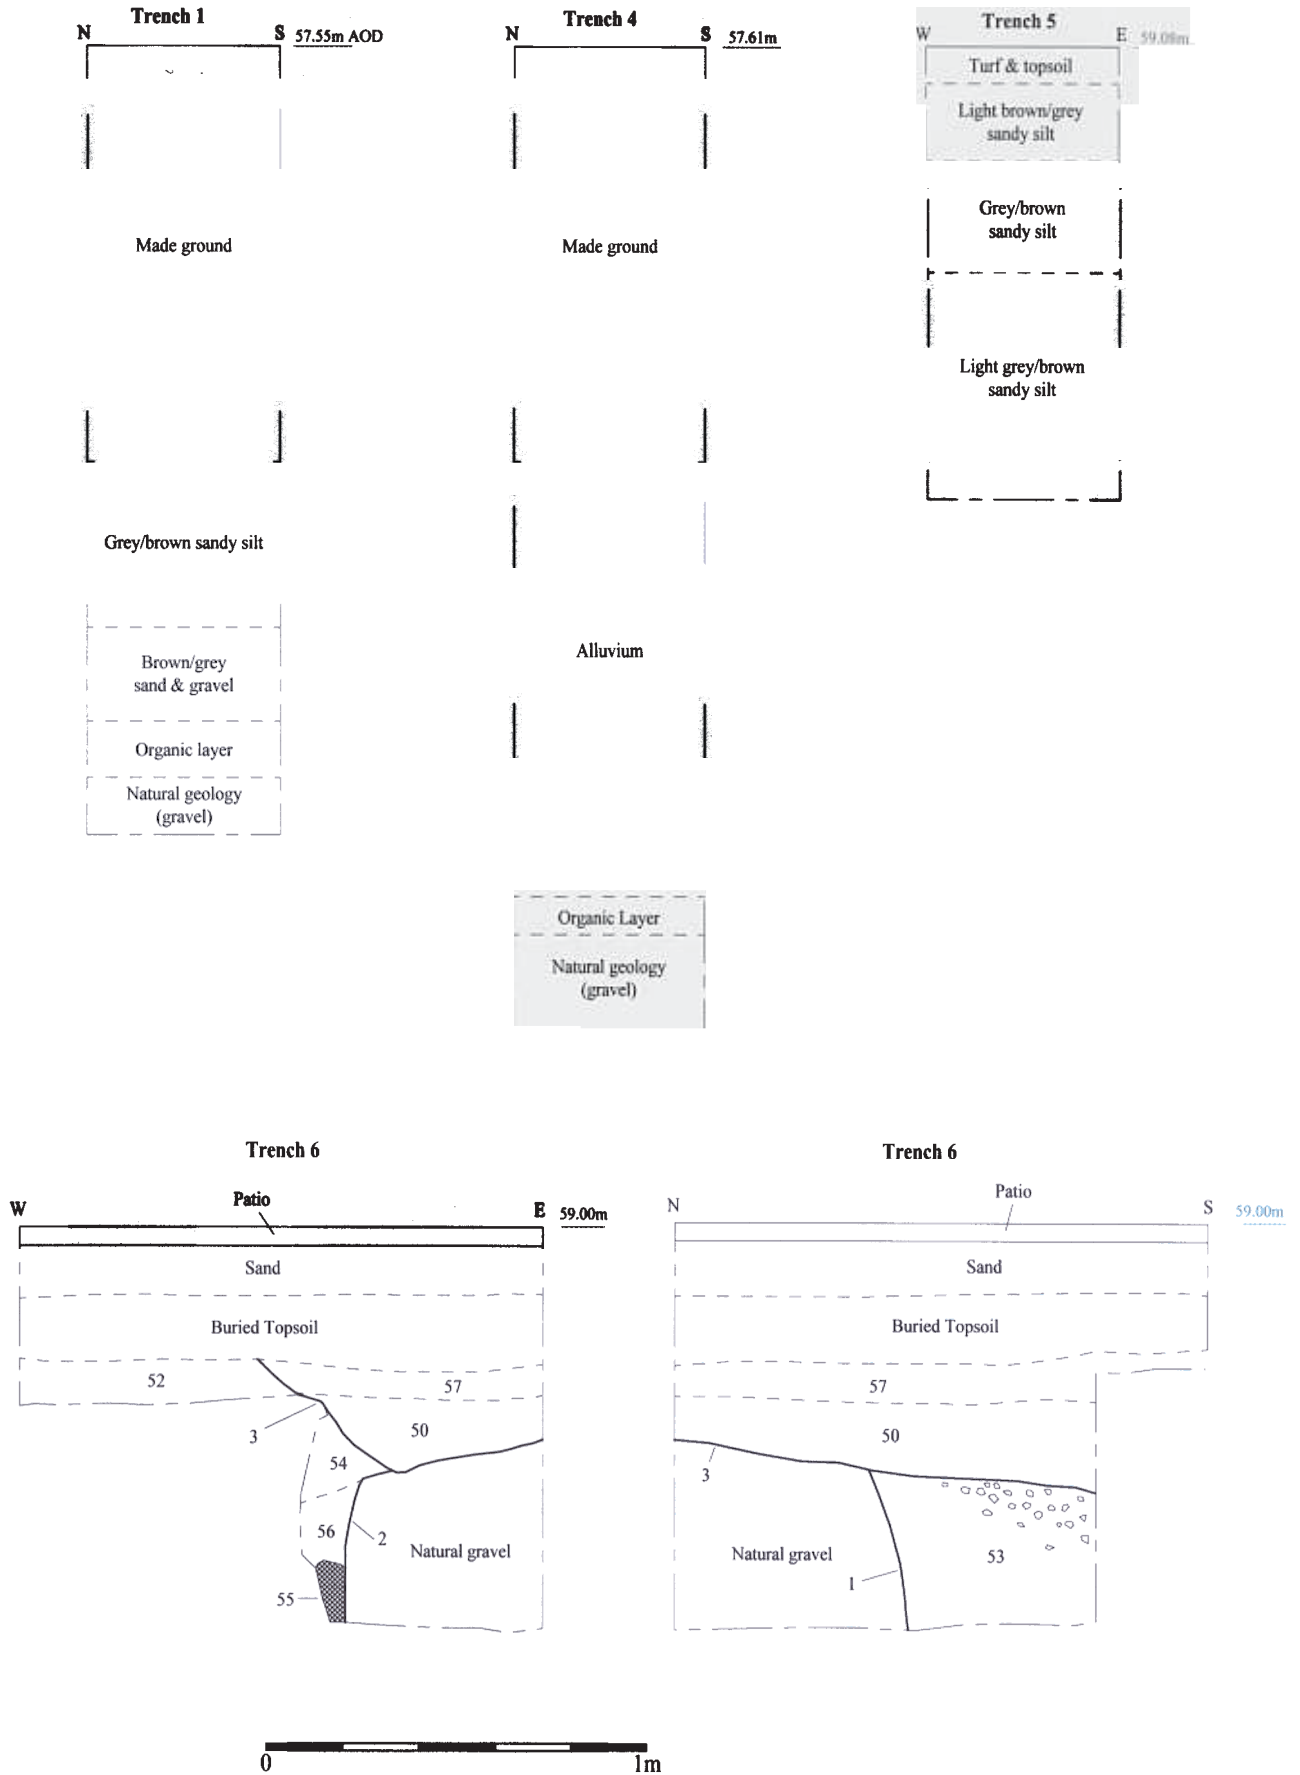 Trench 1
N
S
57.55m AOD
Made ground
Grey/brown sandy silt
Brown/grey
sand & gravel
Organic layer
Natural geology
(gravel)
Trench 4
N
S
57.61m
Made ground
Alluvium
Organic Layer
Natural geology
(gravel)
Trench 5
W
E
59.08m
Turf & topsoil
Light brown/grey
sandy silt
Grey/brown
sandy silt
Light grey/brown
sandy silt
Trench 6
W
Patio
E
59.00m
Sand
Buried Topsoil
52
57
3
50
54
56
2
Natural gravel
55
Trench 6
N
Patio
S
59.00m
Sand
Buried Topsoil
57
50
3
Natural gravel
53
1
0
1m